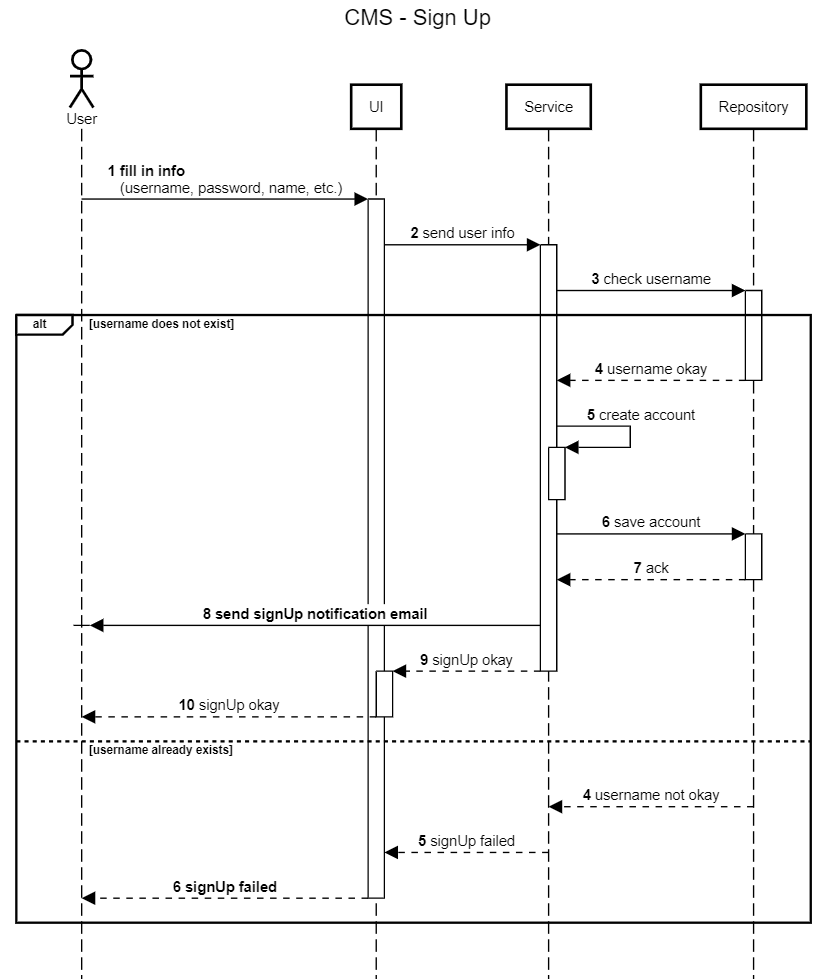 CMS - Sign Up
User
UI
Service
Repository
1 fill in info
(username, password, name, etc.)
2 send user info
3 check username
alt
[username does not exist]
4 username okay
5 create account
6 save account
7 ack
8 send signUp notification email
9 signUp okay
10 signUp okay
[username already exists]
4 username not okay
5 signUp failed
6 signUp failed